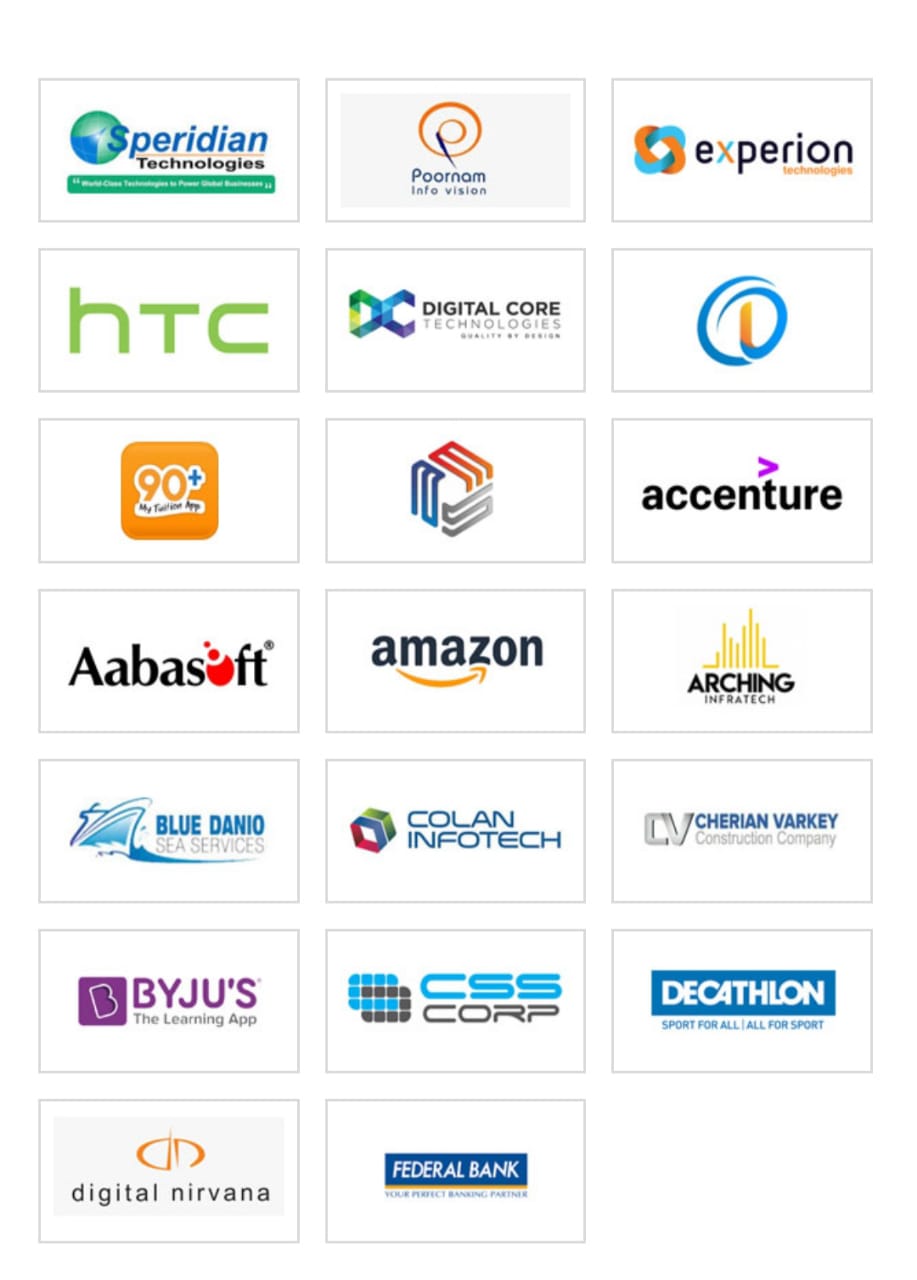 Speridian
Technologies
“ World-Class Technologies to Power Global Businesses „
Poornam
Info vision
experion
technologies
hTC
DIGITAL CORE
TECHNOLOGIES
QUALITY BY DESIGN
90+
My Tuition App
>
accenture
Aabasoft®
amazon
ARCHING
INFRATECH
BLUE DANIO
SEA SERVICES
COLAN
INFOTECH
CV CHERIAN VARKEY
Construction Company
B BYJU'S
The Learning App
CSS
CORP
DECATHLON
SPORT FOR ALL | ALL FOR SPORT
dn
digital nirvana
FEDERAL BANK
YOUR PERFECT BANKING PARTNER